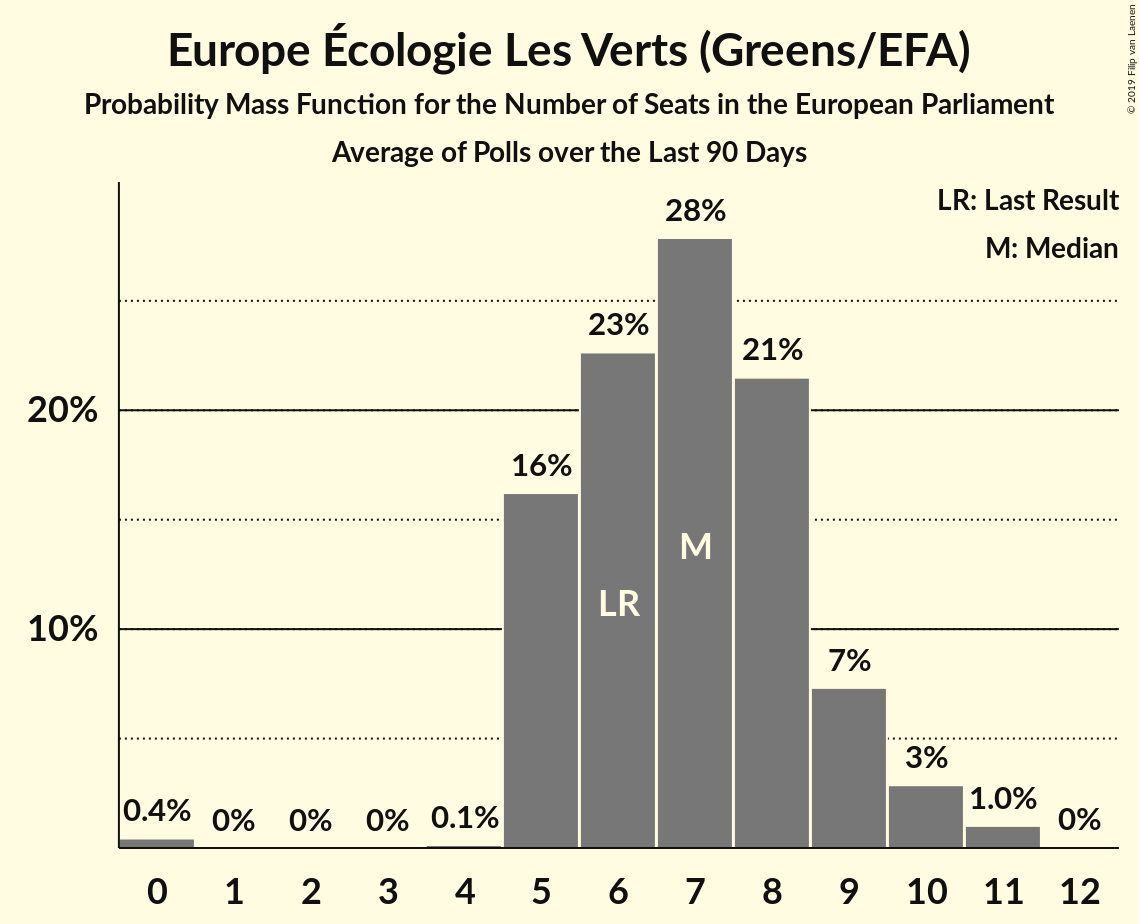 Europe Écologie Les Verts (Greens/EFA)
Probability Mass Function for the Number of Seats in the European Parliament
Average of Polls over the Last 90 Days
© 2019 Filip van Laenen
LR: Last Result
M: Median
28%
23%
21%
20%
16%
M
LR
10%
7%
3%
0.4%
0%
0%
0%
0.1%
1.0%
0%
0 1 2 3 4 5 6 7 8 9 10 11 12